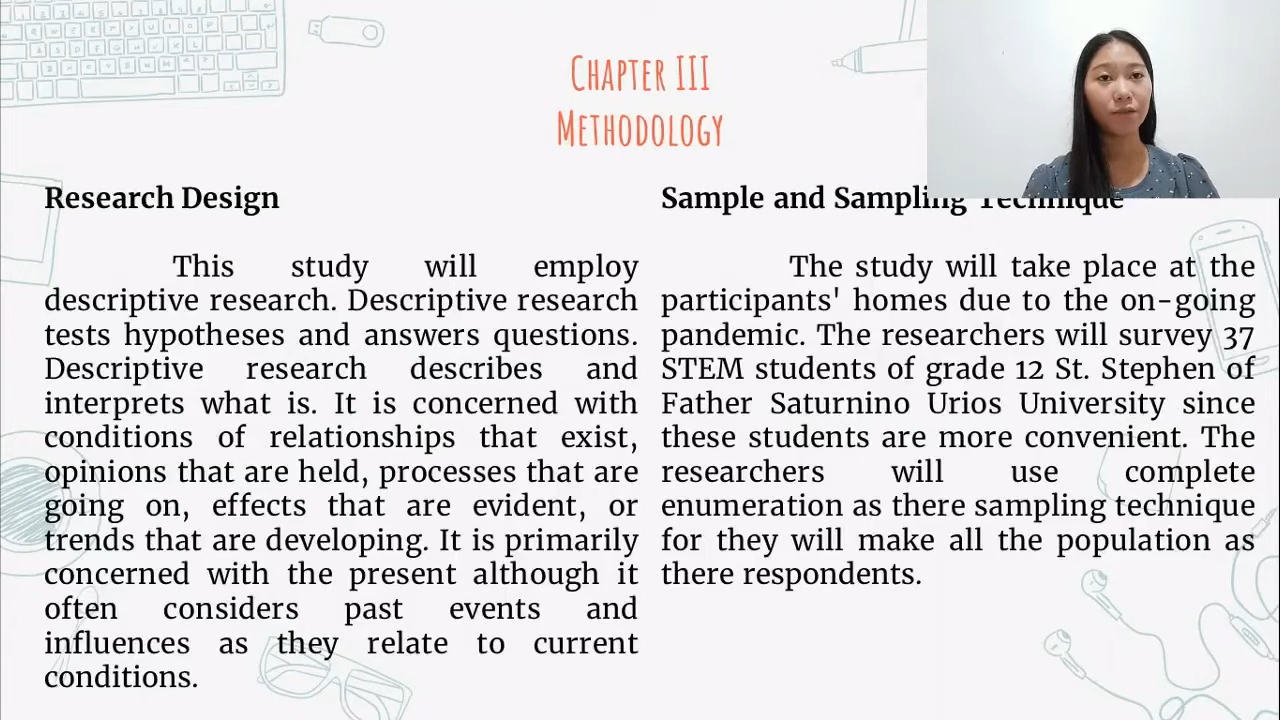 Chapter III
Methodology
Research Design
This study will employ
descriptive research. Descriptive research
tests hypotheses and answers questions.
Descriptive research describes and
interprets what is. It is concerned with
conditions of relationships that exist,
opinions that are held, processes that are
going on, effects that are evident, or
trends that are developing. It is primarily
concerned with the present although it
often considers past events and
influences as they relate to current
conditions.
Sample and Sampling Technique
The study will take place at the
participants' homes due to the on-going
pandemic. The researchers will survey 37
STEM students of grade 12 St. Stephen of
Father Saturnino Urios University since
these students are more convenient. The
researchers will use complete
enumeration as there sampling technique
for they will make all the population as
there respondents.